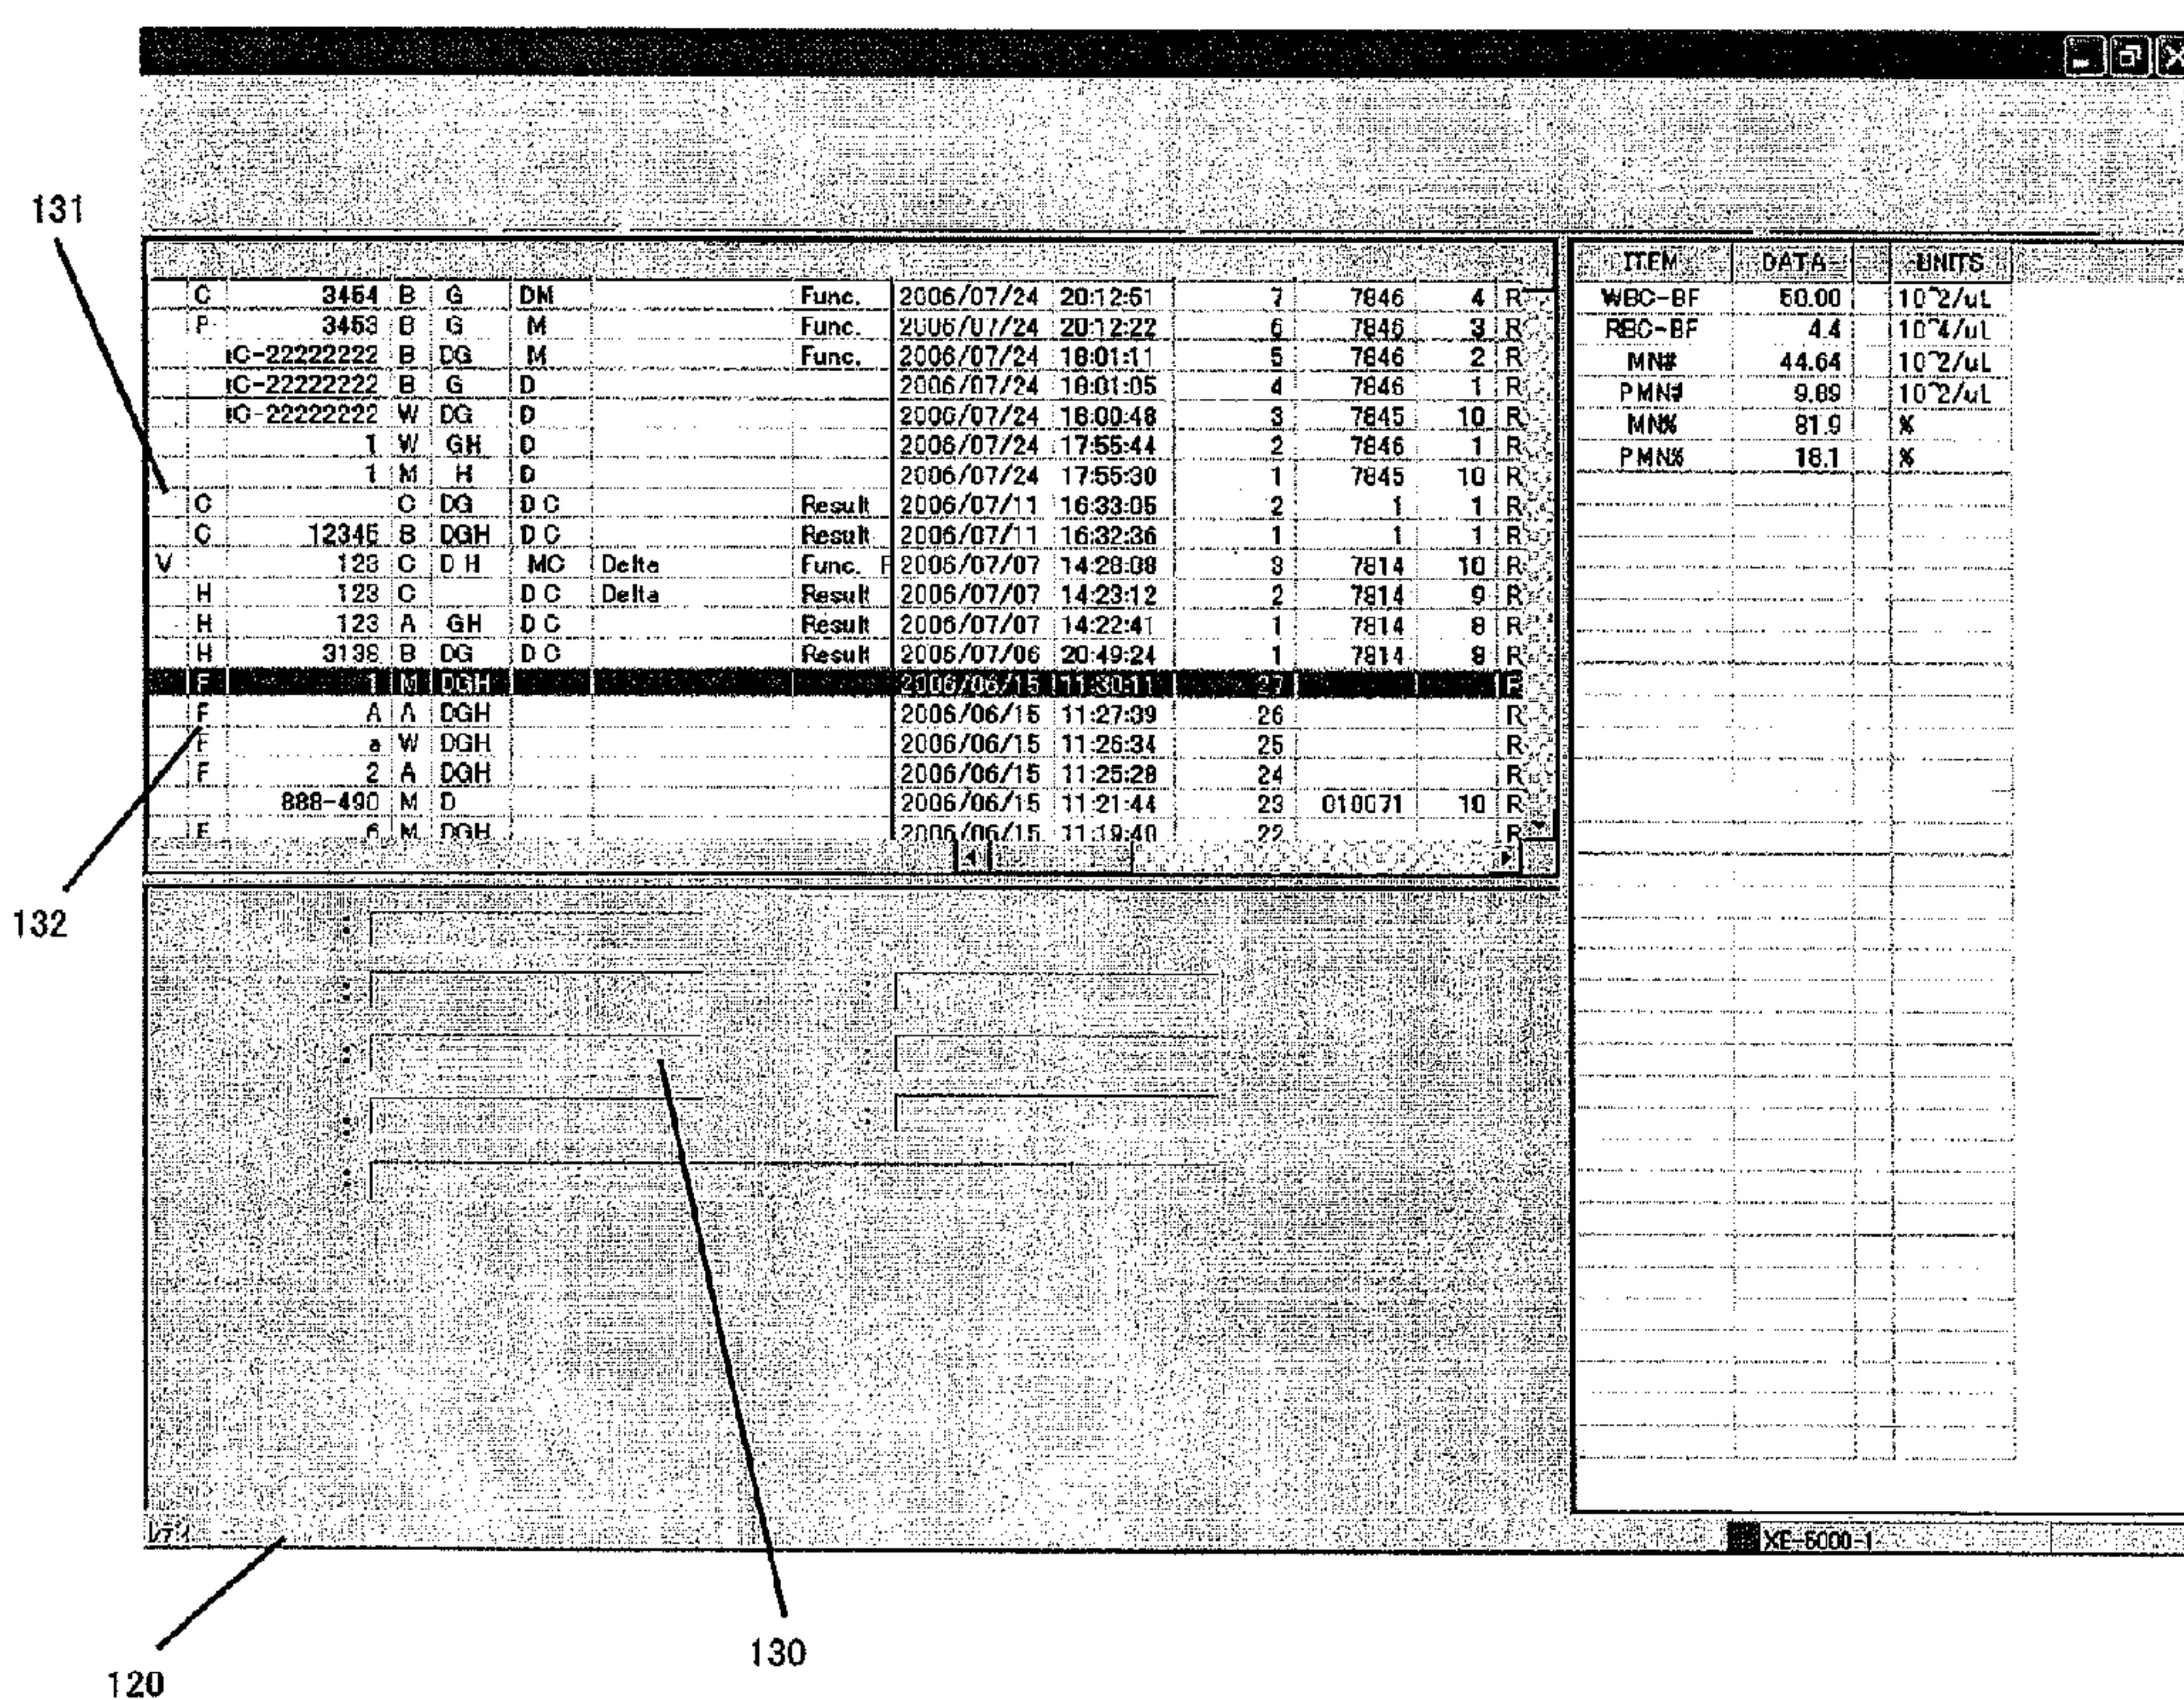 131
ITEM DATA UNITS
C 3454 B G DM Func. 2006/07/24 20:12:51 7 7846 4 R
P 3453 B G M Func. 2006/07/24 20:12:22 6 7846 3 R
C-22222222 B DG M Func. 2006/07/24 18:01:11 5 7846 2 R
C-22222222 B G D 2006/07/24 18:01:05 4 7846 1 R
C-22222222 W DG D 2006/07/24 18:00:48 3 7845 10 R
1 W GH D 2006/07/24 17:55:44 2 7846 1 R
1 M H D 2006/07/24 17:55:30 1 7845 10 R
C C DG D C Result 2006/07/11 16:33:05 2 1 1 R
C 12345 B DGH D C Result 2006/07/11 16:32:36 1 1 1 R
V 123 C D H MC Delta Func. F 2006/07/07 14:28:08 3 7814 10 R
H 123 C D C Delta Result 2006/07/07 14:23:12 2 7814 9 R
H 123 A GH D C Result 2006/07/07 14:22:41 1 7814 8 R
H 3138 B DG D C Result 2006/07/06 20:49:24 1 7814 R
F 1 M DGH 2006/06/15 11:30:11 27 R
F A A DGH 2006/06/15 11:27:39 26 R
F a W DGH 2006/06/15 11:26:34 25 R
F 2 A DGH 2006/06/15 11:25:28 24 R
888-490 M D 2006/06/15 11:21:44 23 010071 10 R
F 6 M DGH 2006/06/15 11:19:40 22 R
WBC-BF 50.00 10^2/uL
RBC-BF 4.4 10^4/uL
MN# 44.64 10^2/uL
PMN# 9.89 10^2/uL
MN% 81.9 %
PMN% 18.1 %
132
レディ
XE-5000-1
130
120